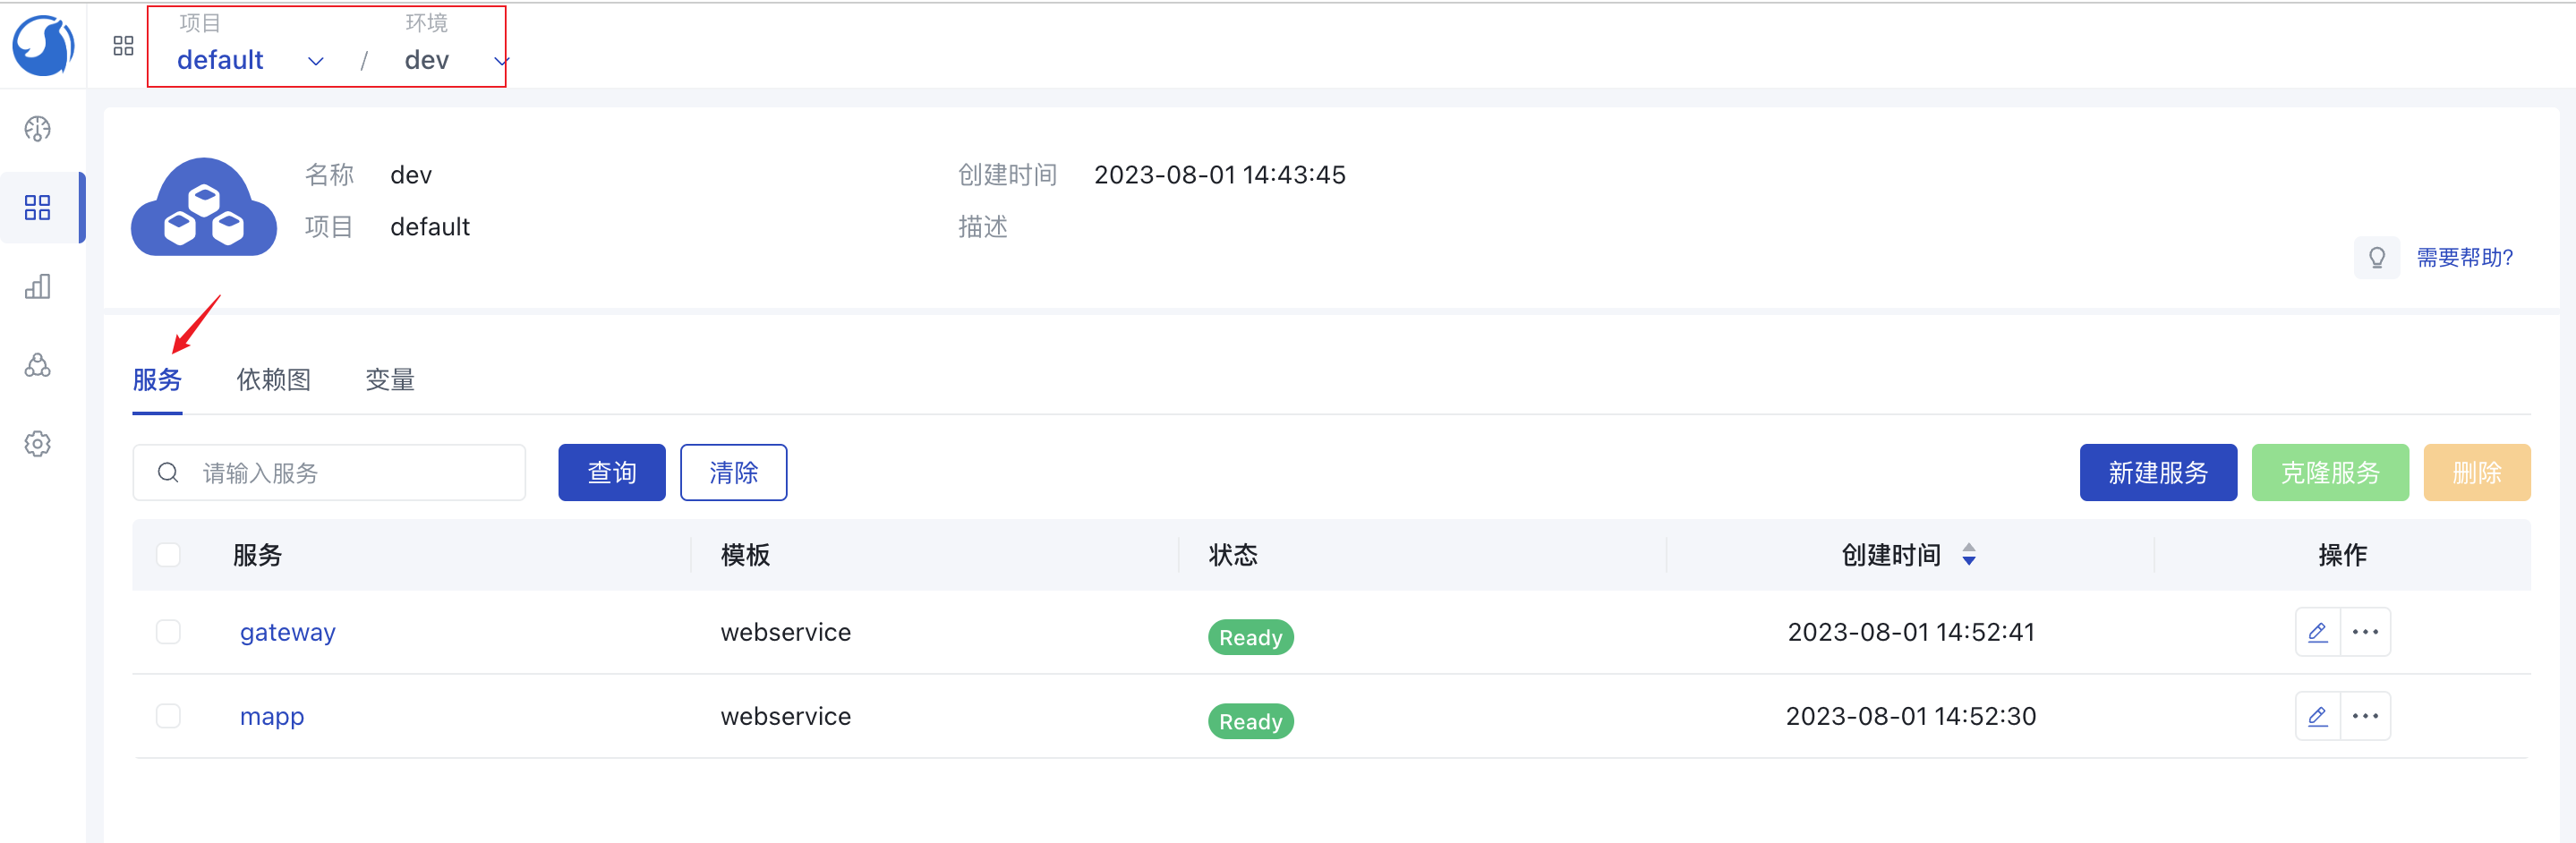 项目 环境
default / dev
名称 dev 创建时间 2023-08-01 14:43:45
项目 default 描述
需要帮助?
服务 依赖图 变量
请输入服务 查询 清除 新建服务 克隆服务 删除
服务 模板 状态 创建时间 操作
gateway webservice Ready 2023-08-01 14:52:41
mapp webservice Ready 2023-08-01 14:52:30